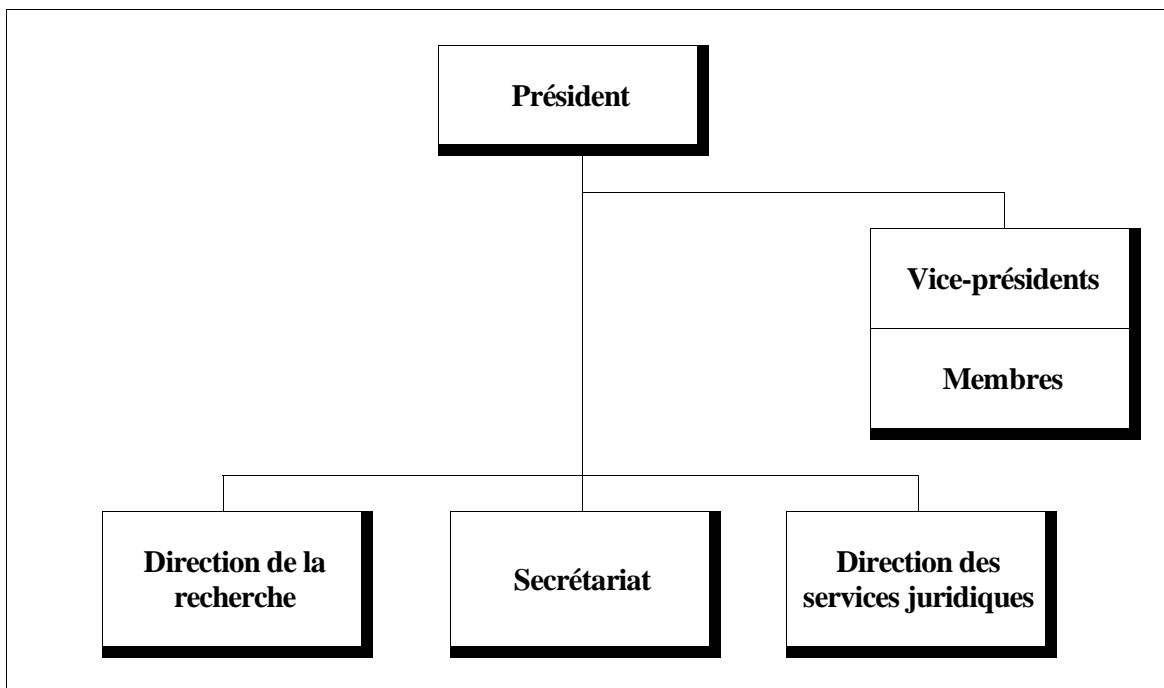 Président
Vice-présidents
Membres
Direction de la
recherche
Secrétariat
Direction des
services juridiques